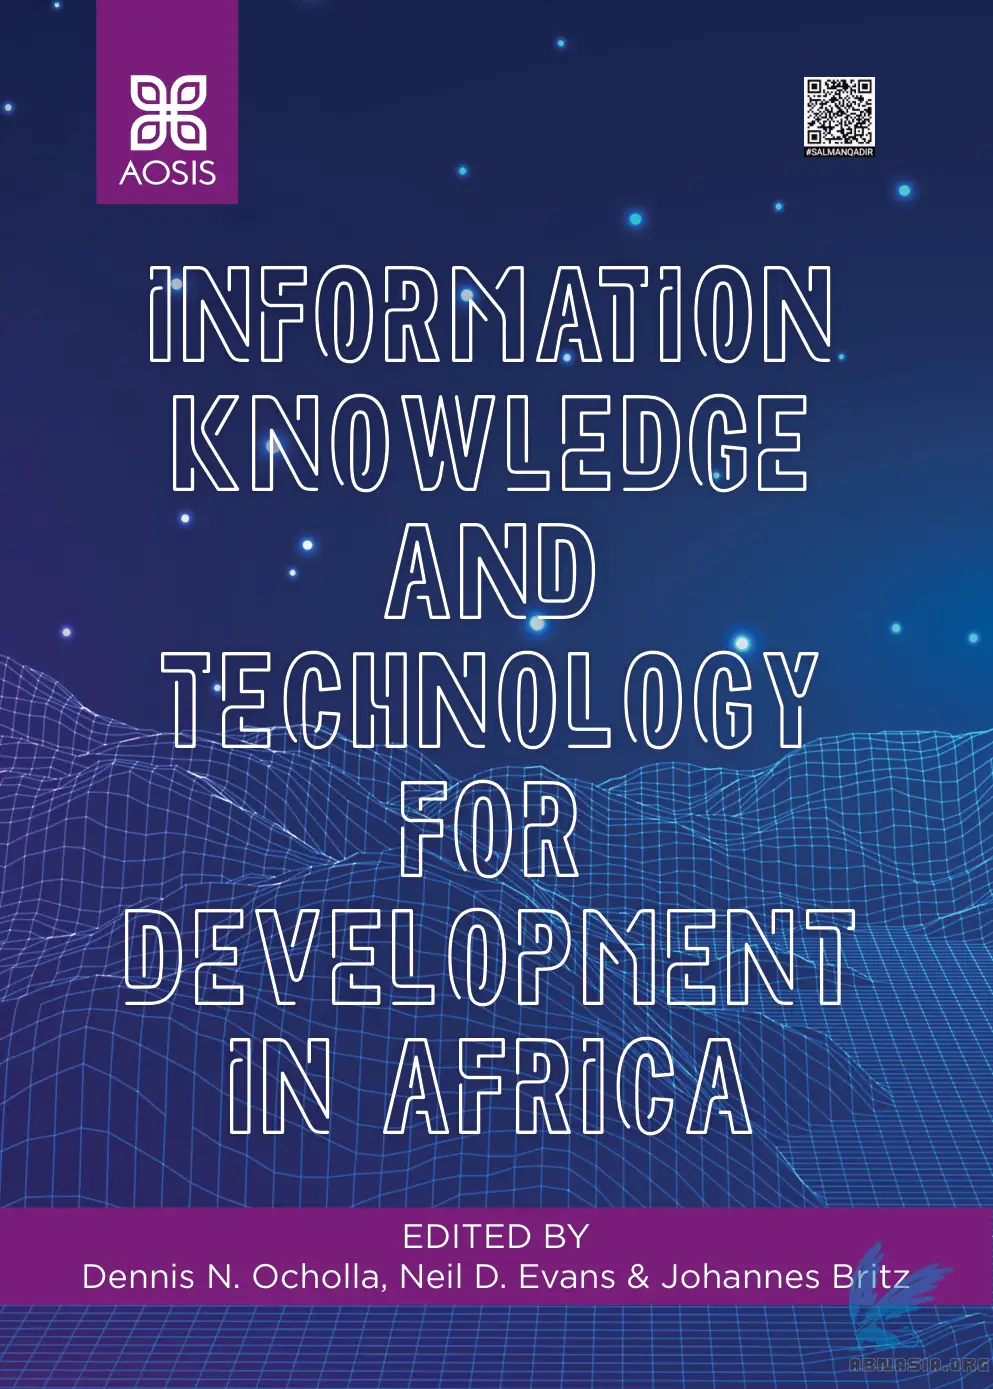 AOSIS
#SALMANQADIR
INFORMATION
KNOWLEDGE
AND
TECHNOLOGY
FOR
DEVELOPMENT
IN AFRICA
EDITED BY
Dennis N. Ocholla, Neil D. Evans & Johannes Britz
ABNASIA.ORG